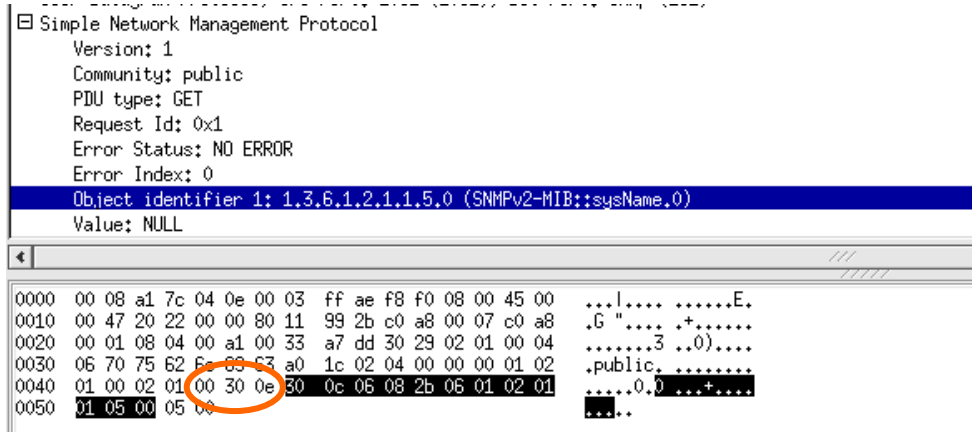 Simple Network Management Protocol
Version: 1
Community: public
PDU type: GET
Request Id: 0x1
Error Status: NO ERROR
Error Index: 0
Object identifier 1: 1.3.6.1.2.1.1.5.0 (SNMPv2-MIB::sysName.0)
Value: NULL
0000 00 08 a1 7c 04 0e 00 03 ff ae f8 f0 08 00 45 00 ...|.... ......E.
0010 00 47 20 22 00 00 80 11 99 2b c0 a8 00 07 c0 a8 .G ".... .+......
0020 00 01 08 04 00 a1 00 33 a7 dd 30 29 02 01 00 04 .......3 ..0)....
0030 06 70 75 62 6c 69 63 a0 1c 02 04 00 00 00 01 02 .public. ........
0040 01 00 02 01 00 30 0e 30 0c 06 08 2b 06 01 02 01 .....0.0 ...+....
0050 01 05 00 05 00 .....